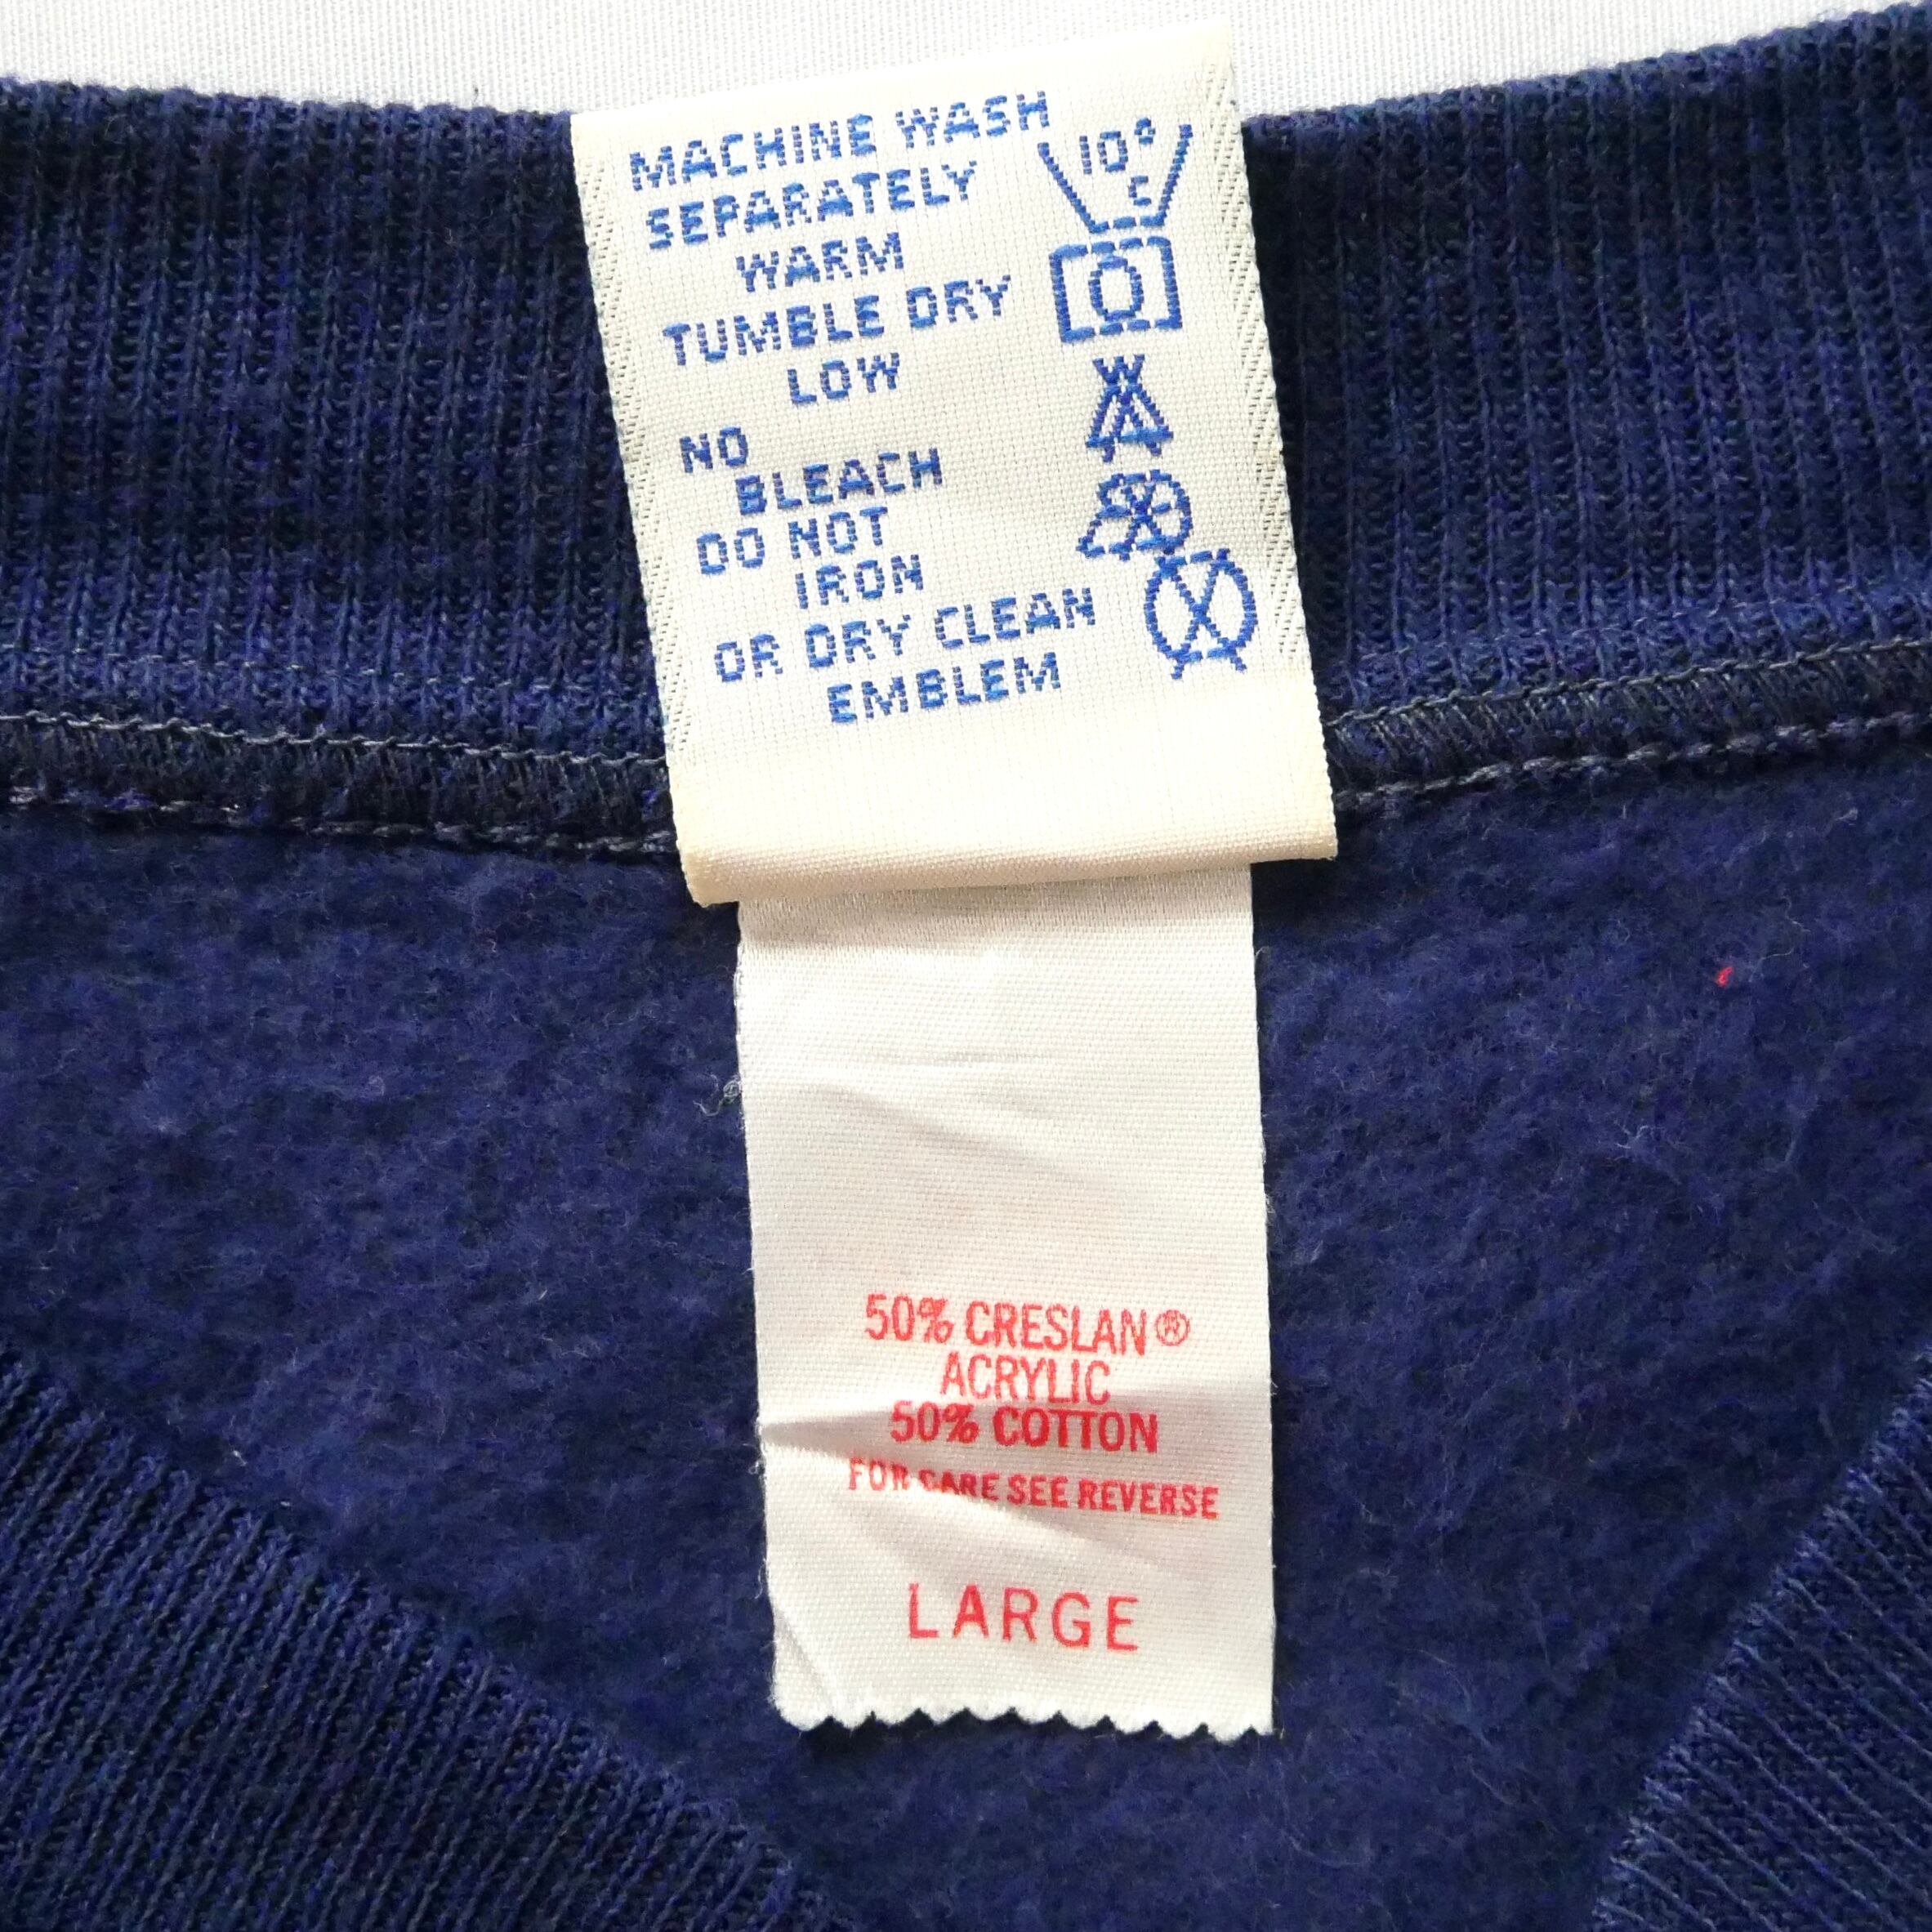 MACHINE WASH
SEPARATELY
WARM
TUMBLE DRY
LOW
NO
BLEACH
DO NOT
IRON
OR DRY CLEAN
EMBLEM
10°
C
50% CRESLAN®
ACRYLIC
50% COTTON
FOR CARE SEE REVERSE
LARGE